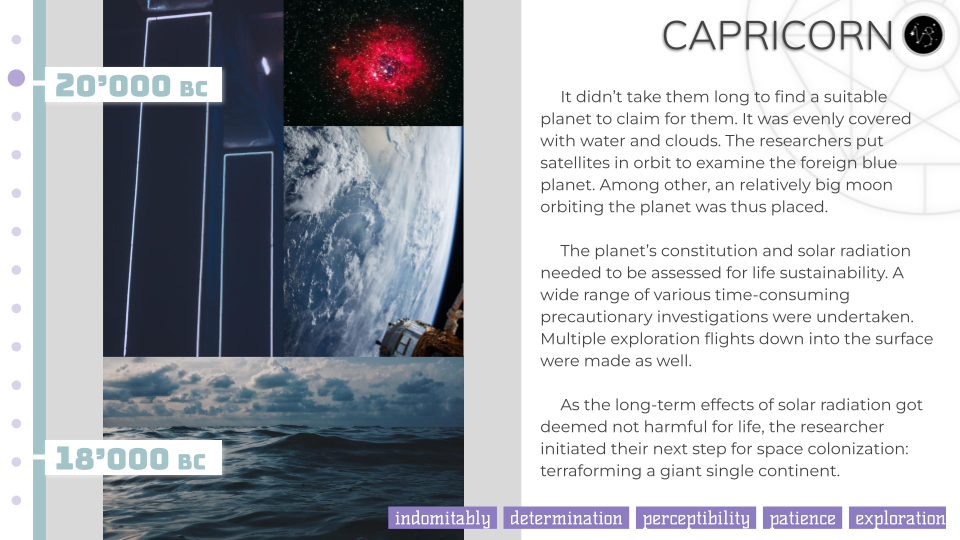 CAPRICORN
20’000 BC
18’000 BC
It didn’t take them long to find a suitable
planet to claim for them. It was evenly covered
with water and clouds. The researchers put
satellites in orbit to examine the foreign blue
planet. Among other, an relatively big moon
orbiting the planet was thus placed.
The planet’s constitution and solar radiation
needed to be assessed for life sustainability. A
wide range of various time-consuming
precautionary investigations were undertaken.
Multiple exploration flights down into the surface
were made as well.
As the long-term effects of solar radiation got
deemed not harmful for life, the researcher
initiated their next step for space colonization:
terraforming a giant single continent.
indomitably determination perceptibility patience exploration